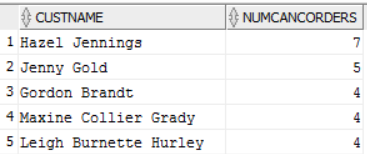 CUSTNAME NUMCANCORDERS
1 Hazel Jennings 7
2 Jenny Gold 5
3 Gordon Brandt 4
4 Maxine Collier Grady 4
5 Leigh Burnette Hurley 4